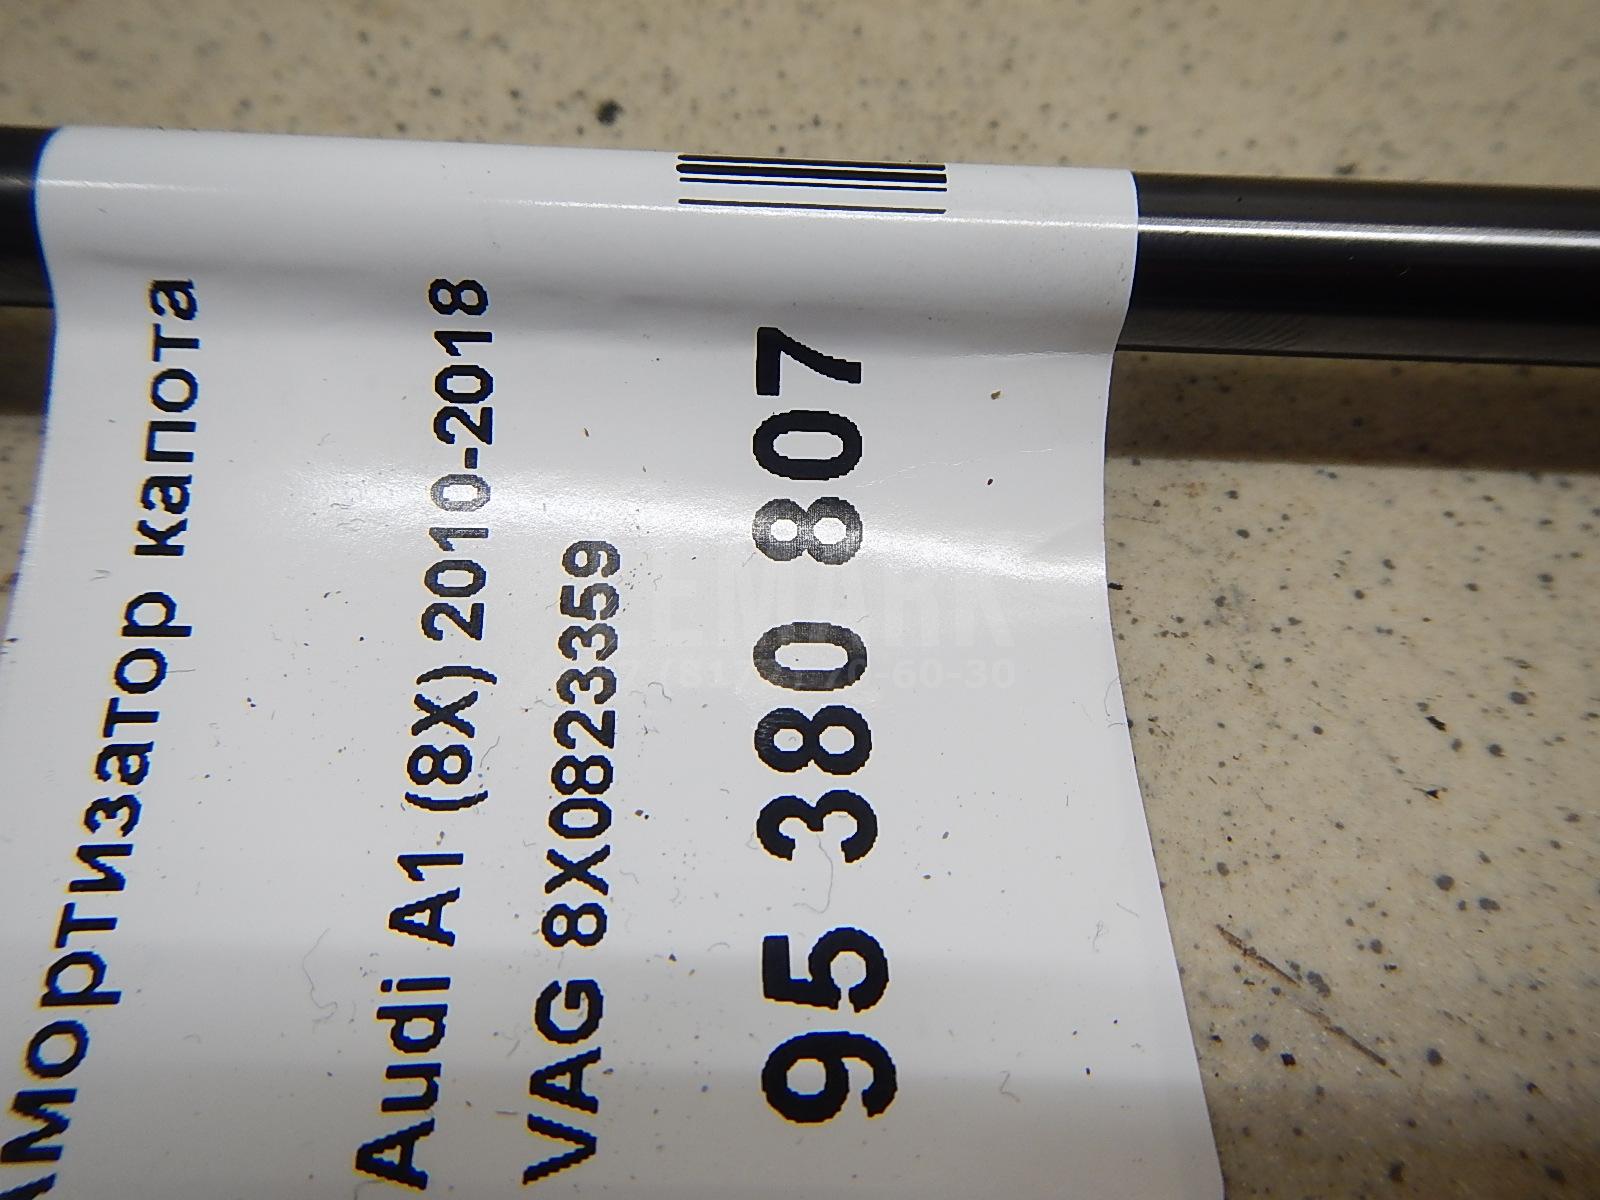 Амортизатор капота
Audi A1 (8X) 2010-2018
VAG 8X0823359
95 380 807